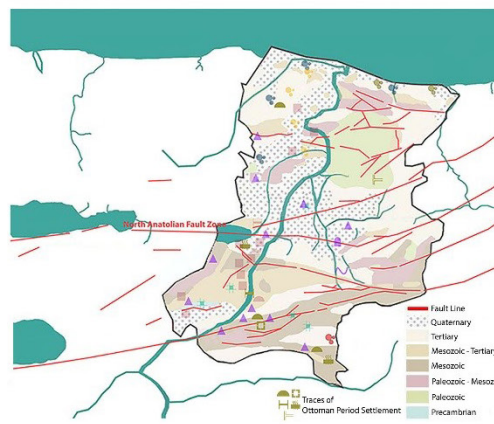 North Anatolian Fault Zone
Fault Line
Quaternary
Tertiary
Mesozoic - Tertiary
Mesozoic
Paleozoic - Mesoz
Paleozoic
Precambrian
Traces of
Ottoman Period Settlement